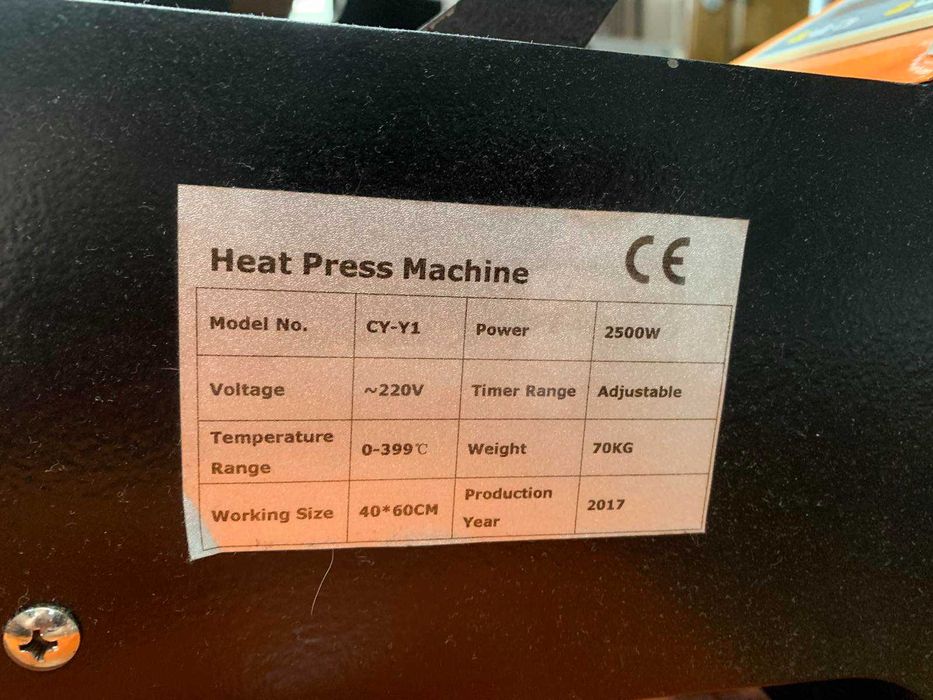 Heat Press Machine CE
Model No. CY-Y1 Power 2500W
Voltage ~220V Timer Range Adjustable
Temperature Range 0-399℃ Weight 70KG
Working Size 40*60CM Production Year 2017